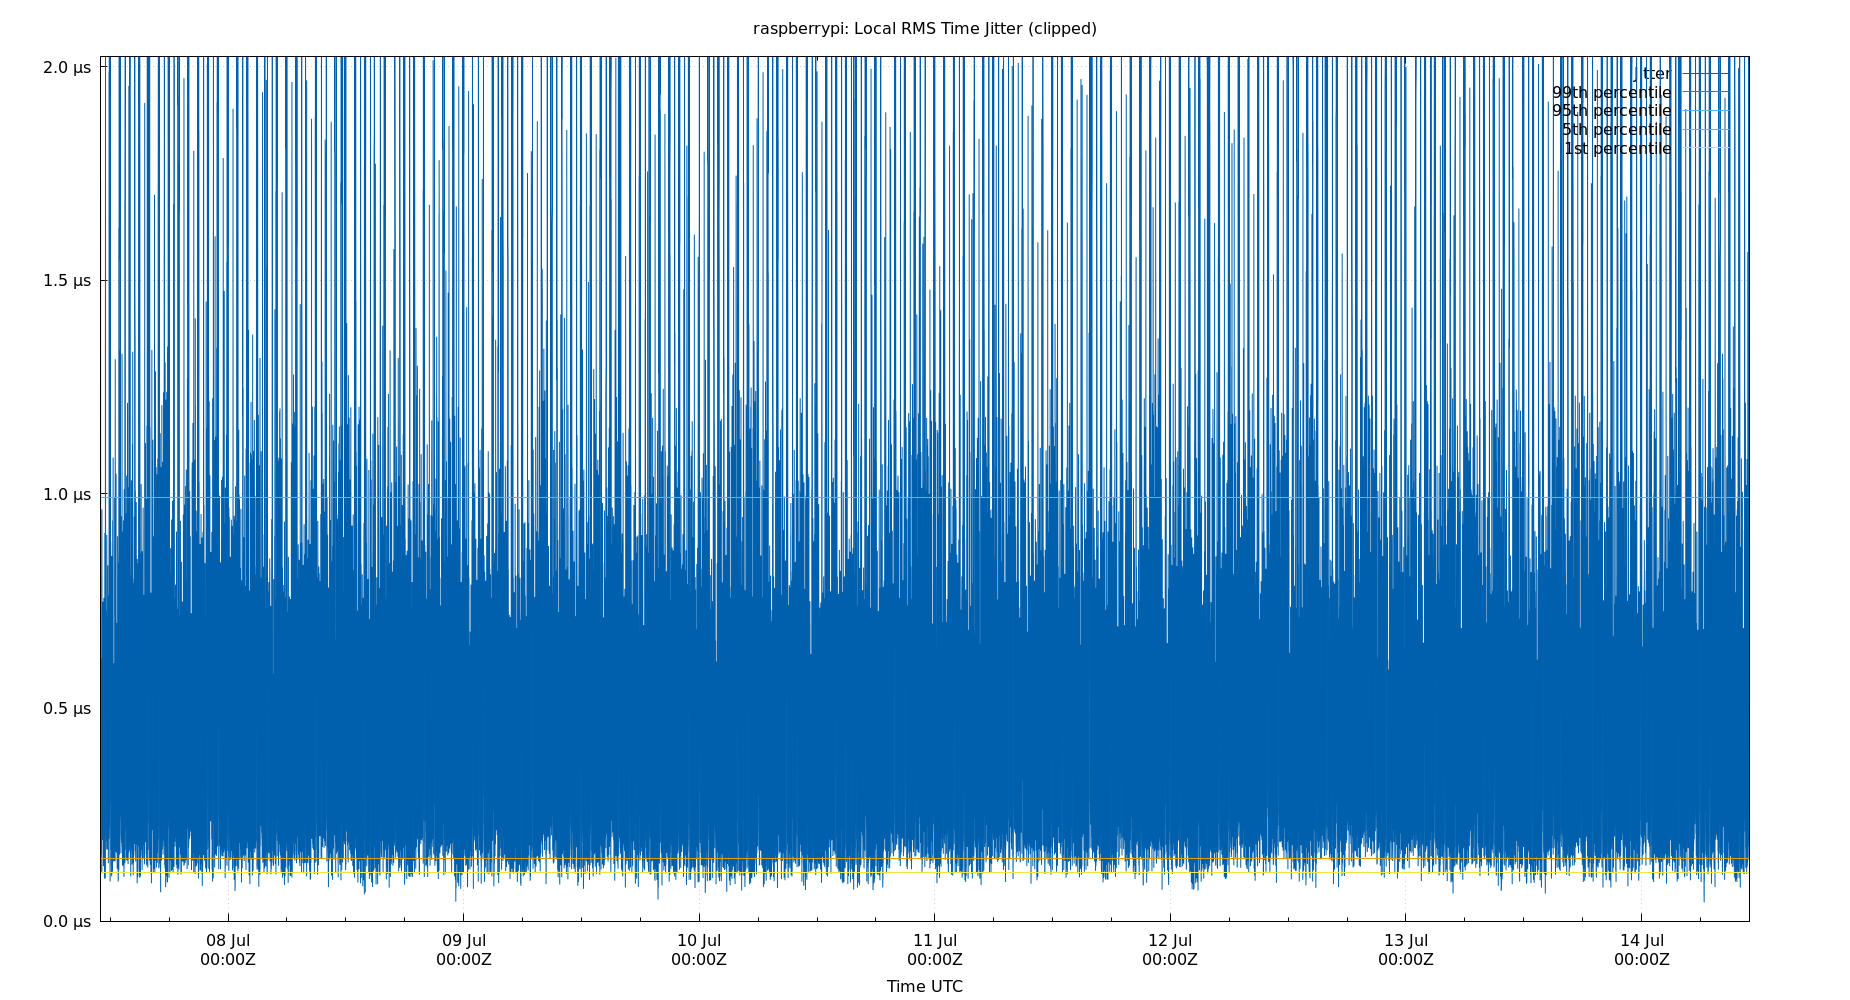 raspberrypi: Local RMS Time Jitter (clipped)
2.0 µs
jitter
99th percentile
95th percentile
5th percentile
1st percentile
1.5 µs
1.0 µs
0.5 µs
0.0 µs
08 Jul 09 Jul 10 Jul 11 Jul 12 Jul 13 Jul 14 Jul
00:00Z 00:00Z 00:00Z 00:00Z 00:00Z 00:00Z 00:00Z
Time UTC